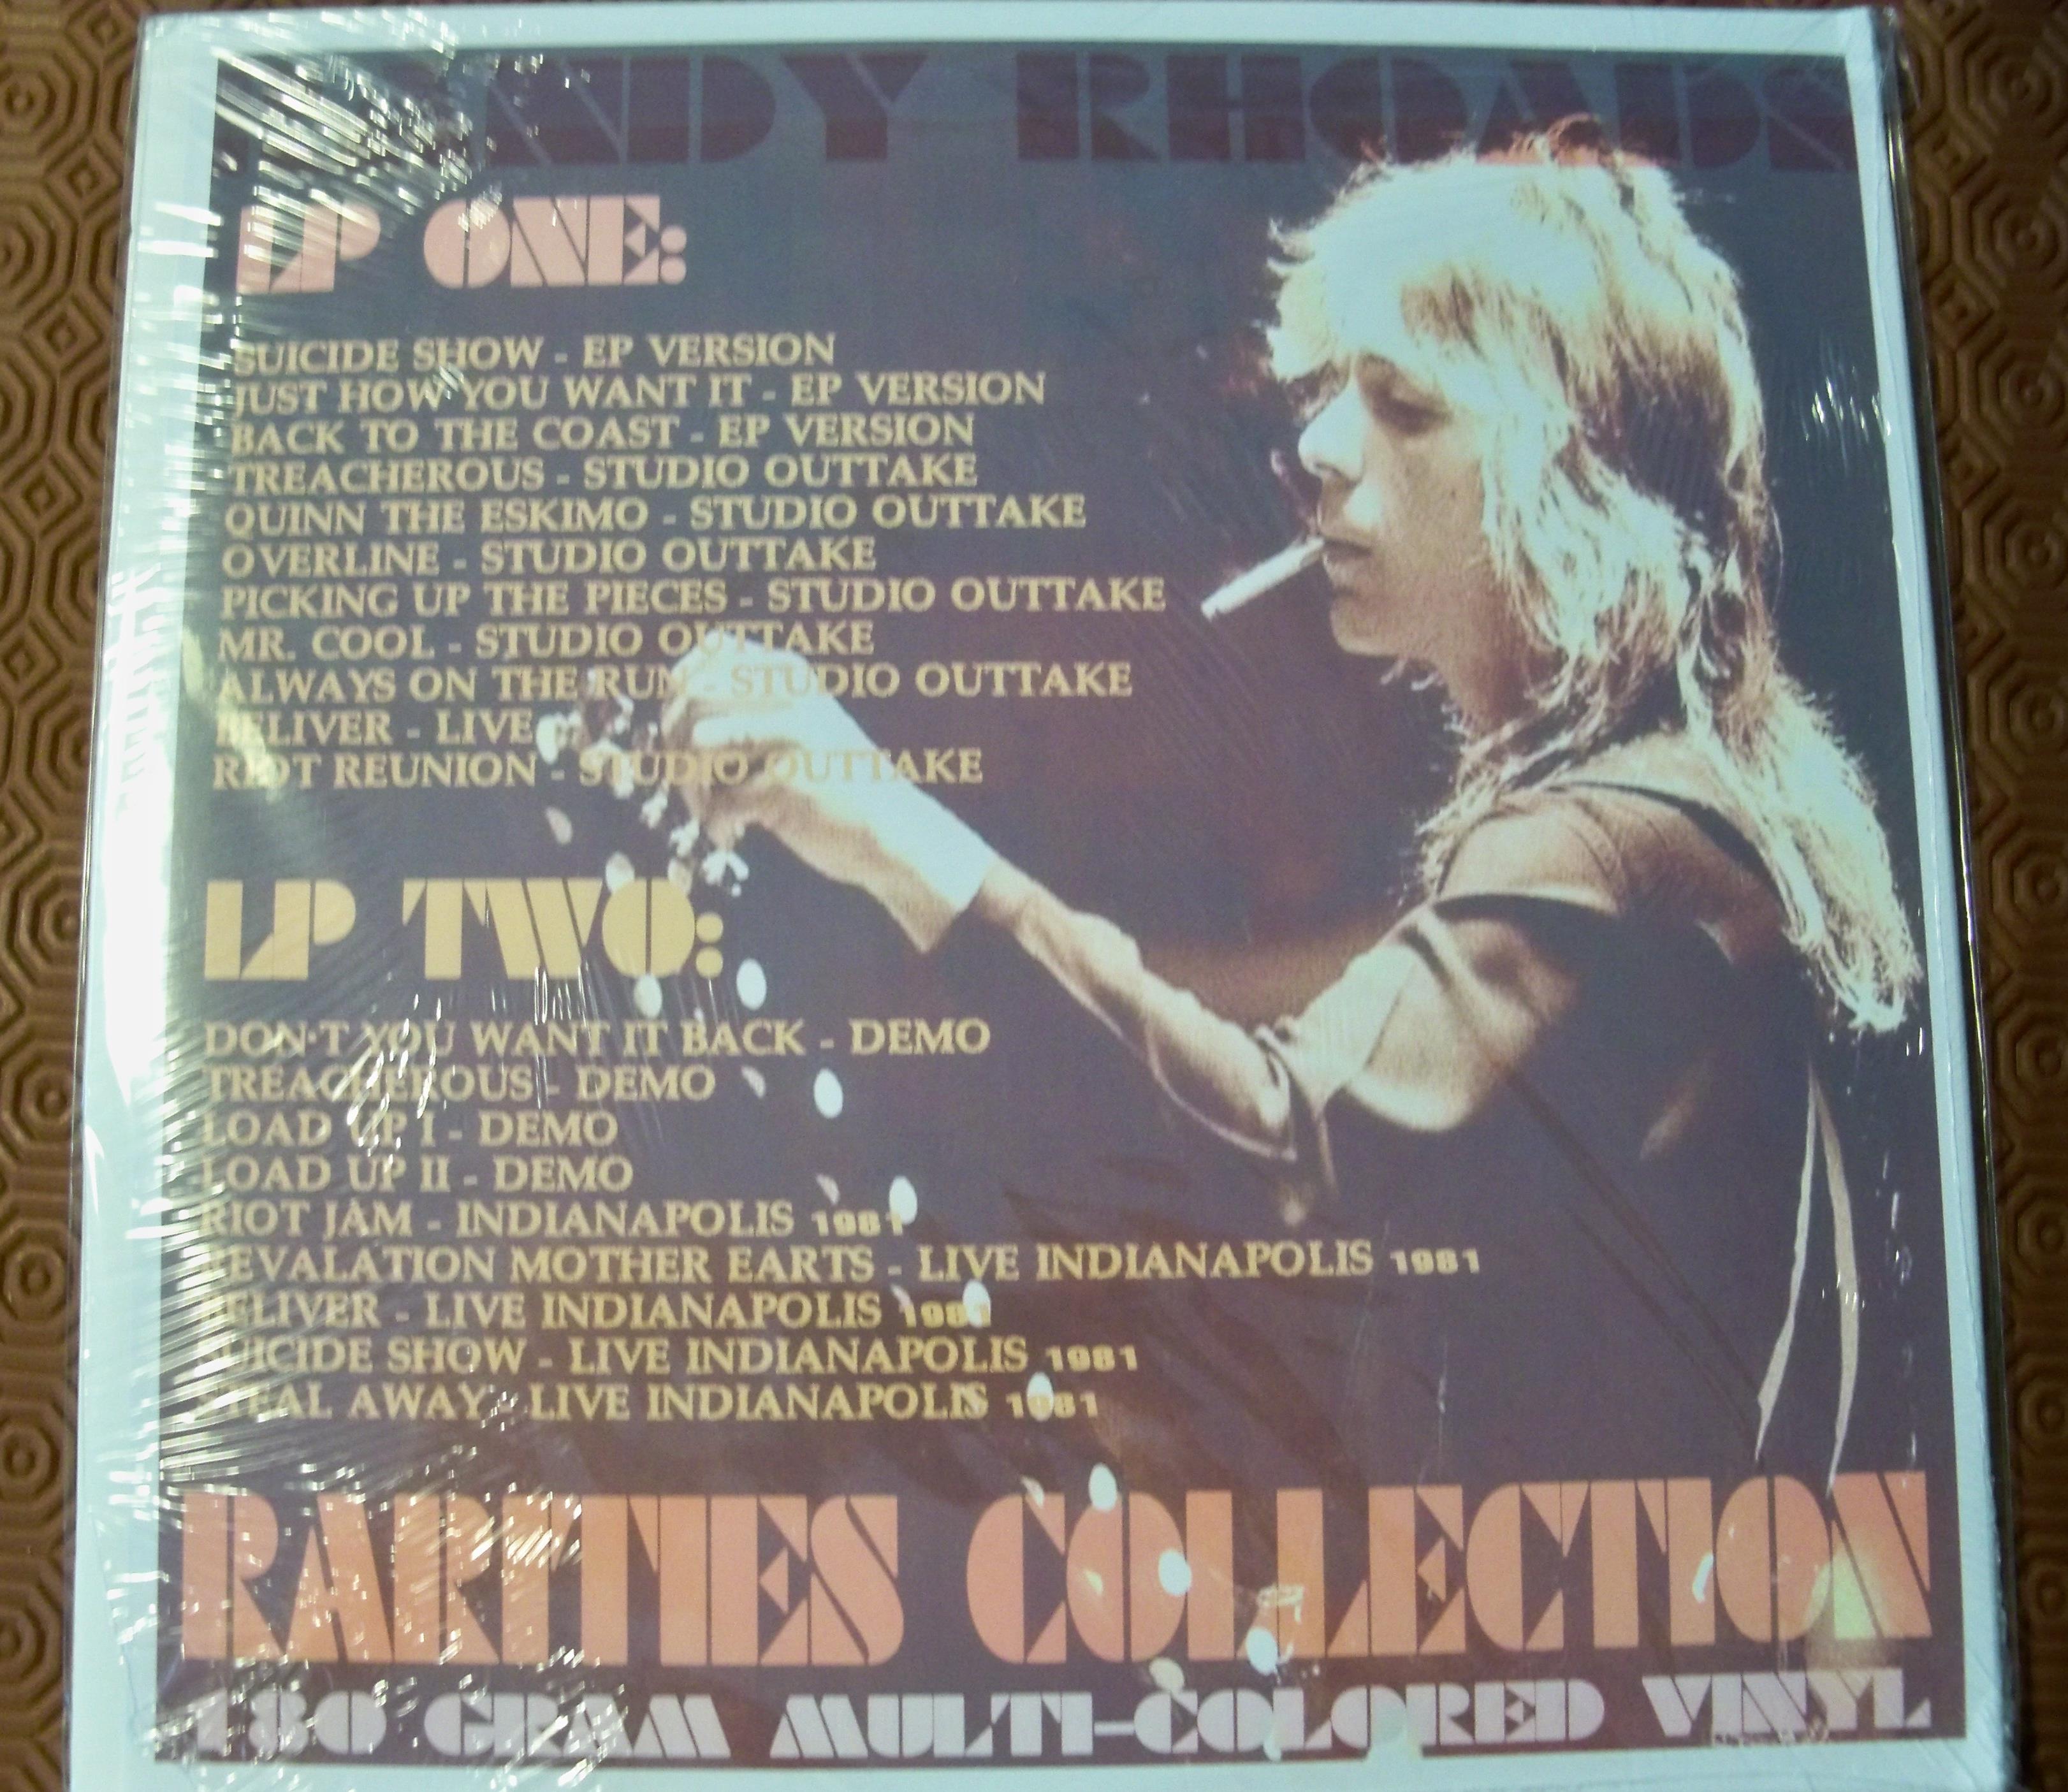 RANDY RHOADS
LP ONE:
SUICIDE SHOW - EP VERSION
JUST HOW YOU WANT IT - EP VERSION
BACK TO THE COAST - EP VERSION
TREACHEROUS - STUDIO OUTTAKE
QUINN THE ESKIMO - STUDIO OUTTAKE
OVERLINE - STUDIO OUTTAKE
PICKING UP THE PIECES - STUDIO OUTTAKE
MR. COOL - STUDIO OUTTAKE
ALWAYS ON THE RUN - STUDIO OUTTAKE
BELIVER - LIVE
RIOT REUNION - STUDIO OUTTAKE
LP TWO:
DON'T YOU WANT IT BACK - DEMO
TREACHEROUS - DEMO
LOAD UP I - DEMO
LOAD UP II - DEMO
RIOT JAM - INDIANAPOLIS 1981
REVALATION MOTHER EARTS - LIVE INDIANAPOLIS 1981
BELIVER - LIVE INDIANAPOLIS 1981
SUICIDE SHOW - LIVE INDIANAPOLIS 1981
STEAL AWAY - LIVE INDIANAPOLIS 1981
RARITIES COLLECTION
180 GRAM MULTI-COLORED VINYL